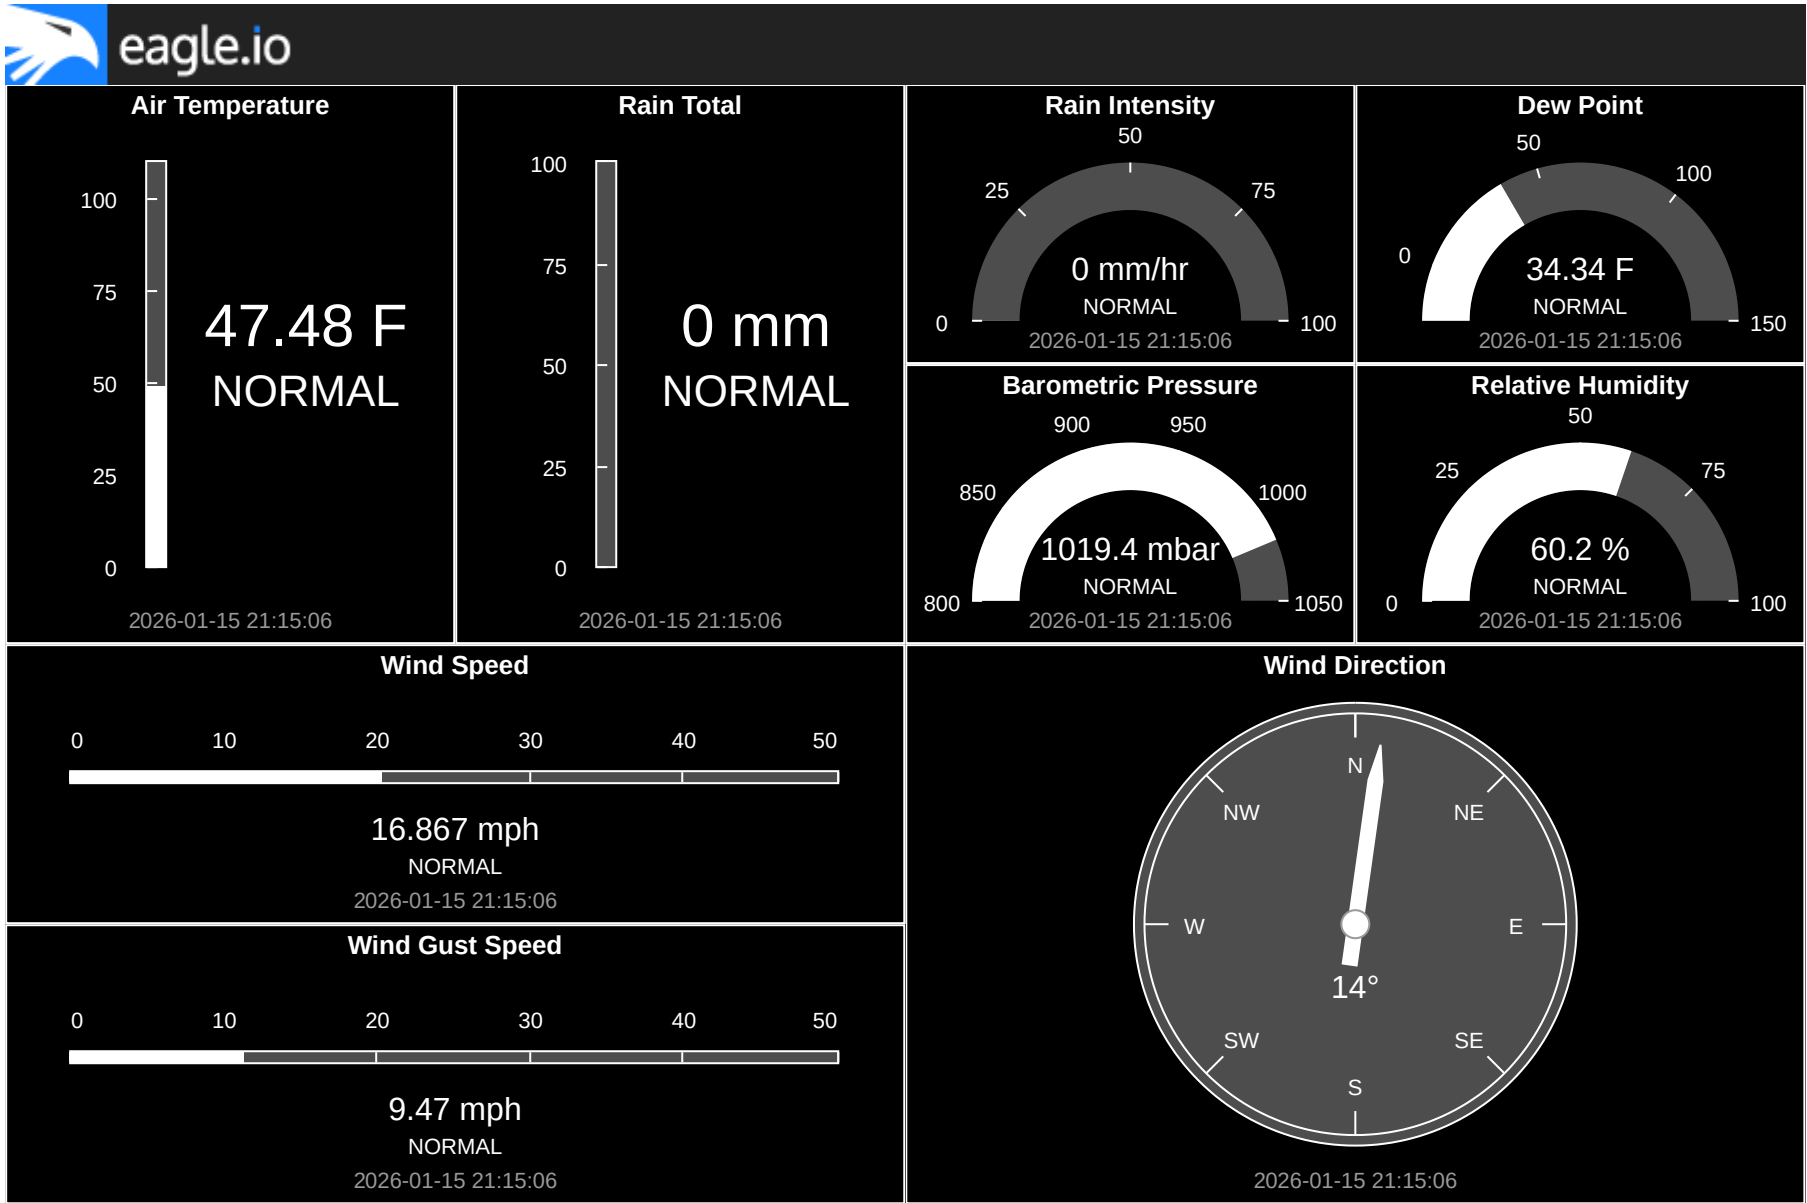 eagle.io
Air Temperature
100
75
50
25
0
47.48 F
NORMAL
2026-01-15 21:15:06
Rain Total
100
75
50
25
0
0 mm
NORMAL
2026-01-15 21:15:06
Rain Intensity
0
25
50
75
100
0 mm/hr
NORMAL
2026-01-15 21:15:06
Dew Point
0
50
100
150
34.34 F
NORMAL
2026-01-15 21:15:06
Barometric Pressure
800
850
900
950
1000
1050
1019.4 mbar
NORMAL
2026-01-15 21:15:06
Relative Humidity
0
25
50
75
100
60.2 %
NORMAL
2026-01-15 21:15:06
Wind Speed
0 10 20 30 40 50
16.867 mph
NORMAL
2026-01-15 21:15:06
Wind Gust Speed
0 10 20 30 40 50
9.47 mph
NORMAL
2026-01-15 21:15:06
Wind Direction
N
NW NE
W E
14°
SW SE
S
2026-01-15 21:15:06